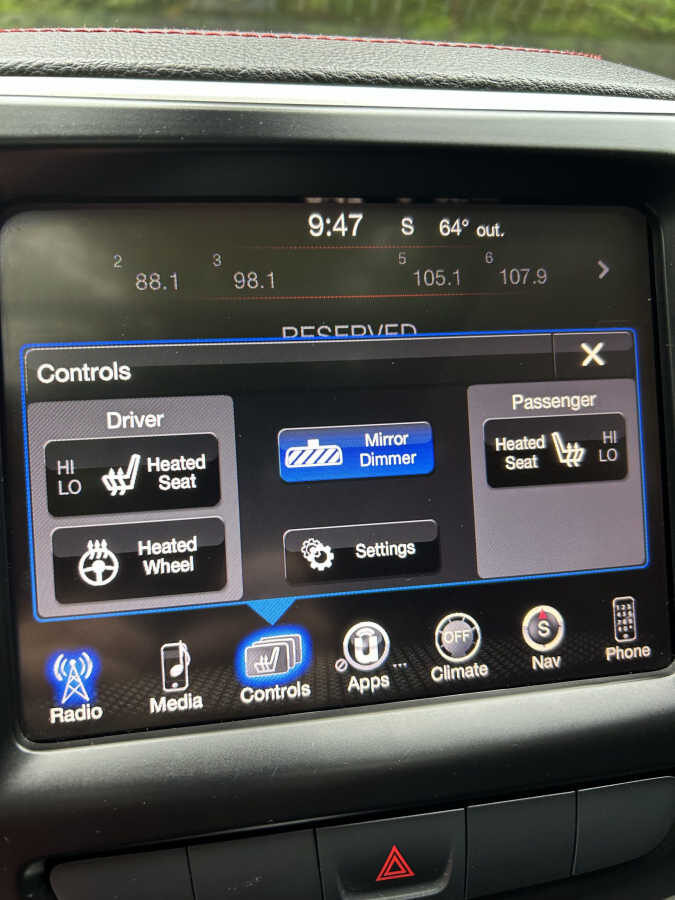 9:47 S 64° out.
2 88.1 3 98.1 5 105.1 6 107.9
RESERVED
Controls
Driver
Passenger
HI
LO
Heated
Seat
Mirror
Dimmer
Heated
Seat
HI
LO
Heated
Wheel
Settings
Radio
Media
Controls
Apps
...
OFF
Climate
S
Nav
Phone